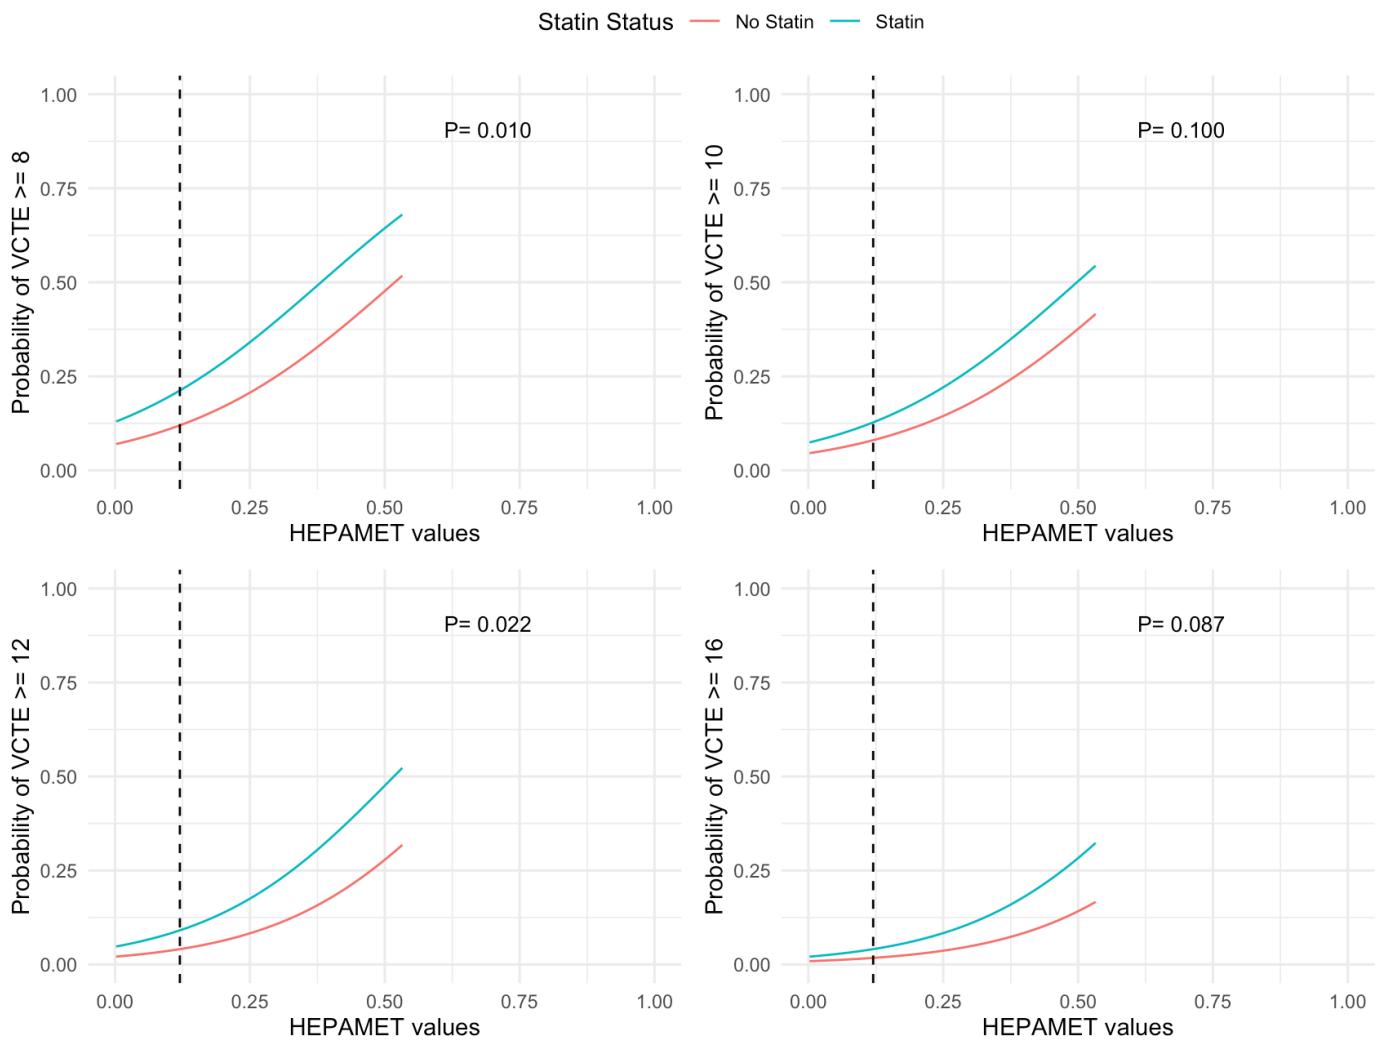 Statin Status No Statin Statin
Probability of VCTE >= 8
1.00
0.75
0.50
0.25
0.00
P= 0.010
0.00 0.25 0.50 0.75 1.00
HEPAMET values
Probability of VCTE >= 10
1.00
0.75
0.50
0.25
0.00
P= 0.100
0.00 0.25 0.50 0.75 1.00
HEPAMET values
Probability of VCTE >= 12
1.00
0.75
0.50
0.25
0.00
P= 0.022
0.00 0.25 0.50 0.75 1.00
HEPAMET values
Probability of VCTE >= 16
1.00
0.75
0.50
0.25
0.00
P= 0.087
0.00 0.25 0.50 0.75 1.00
HEPAMET values